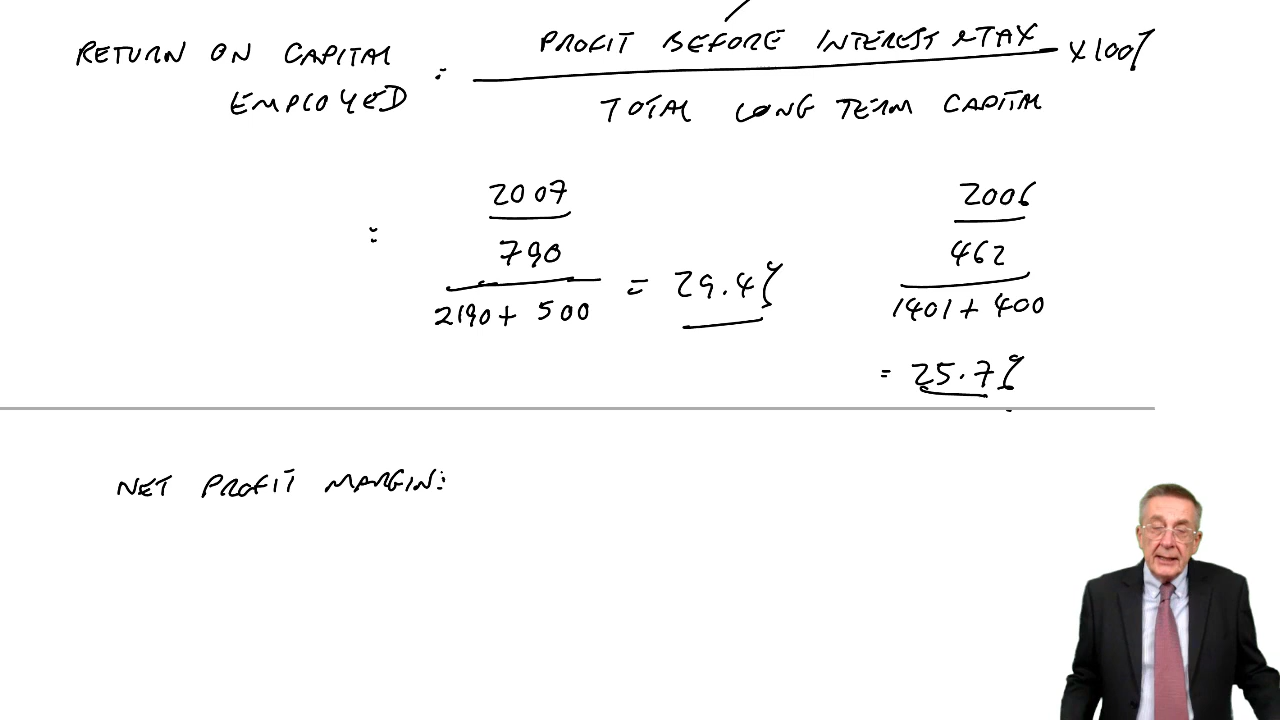 RETURN ON CAPITAL EMPLOYED = PROFIT BEFORE INTEREST & TAX × 100%
TOTAL LONG TERM CAPITAL
2007 2006
= 790 462
2190 + 500 = 29.4% 1401 + 400
= 25.7%
NET PROFIT MARGIN: